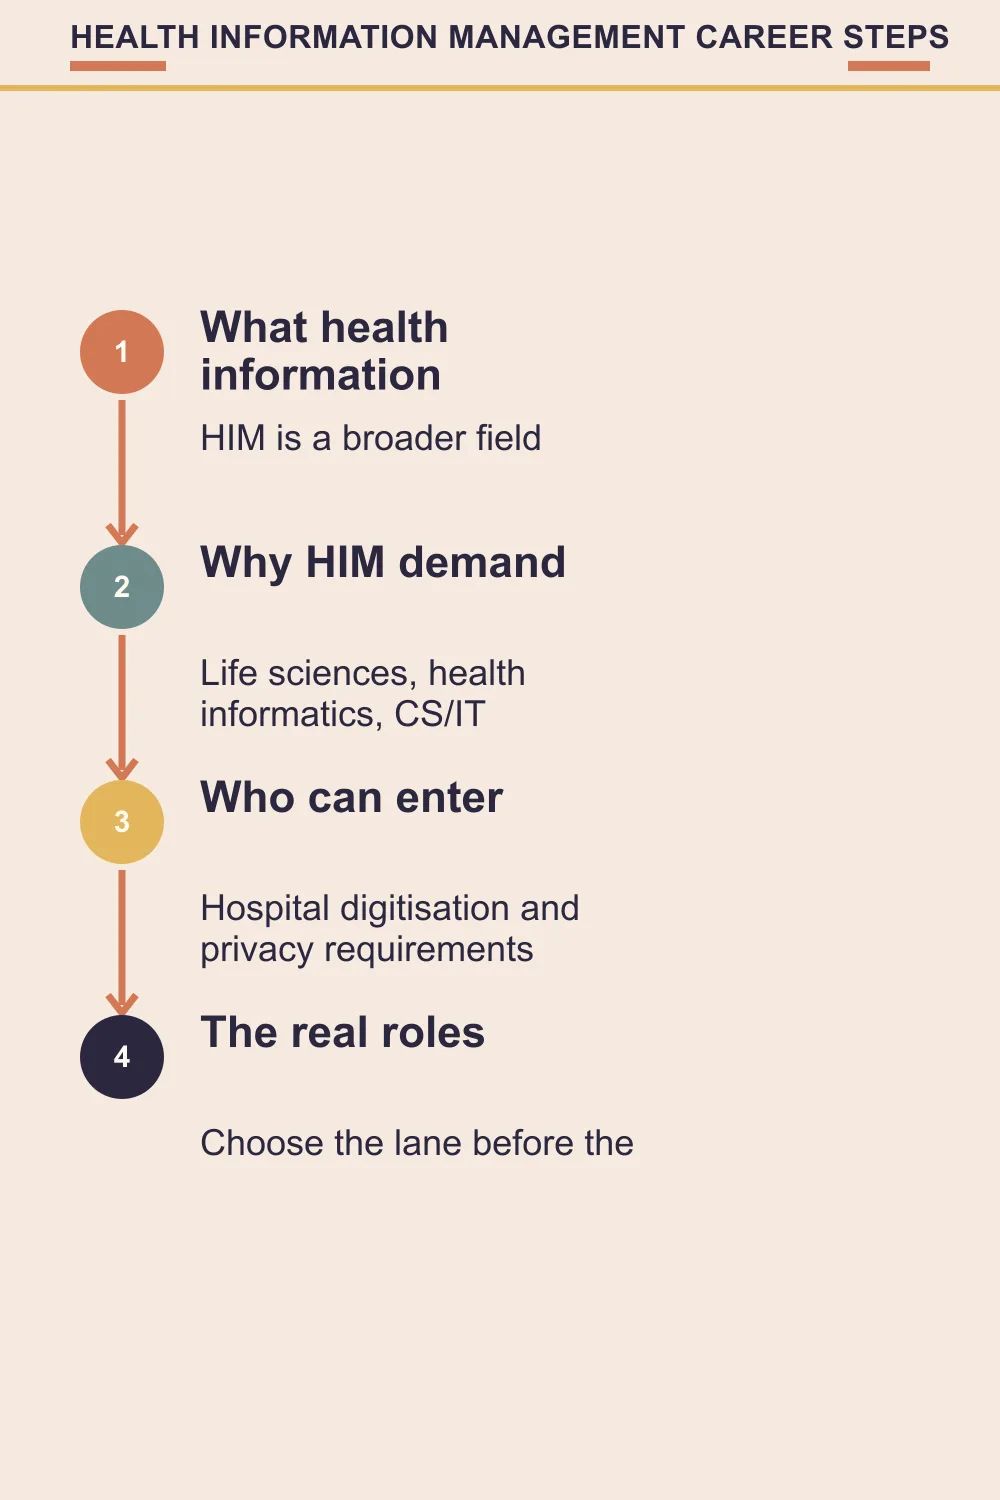 HEALTH INFORMATION MANAGEMENT CAREER STEPS
1
What health
information
HIM is a broader field
2
Why HIM demand
Life sciences, health
informatics, CS/IT
3
Who can enter
Hospital digitisation and
privacy requirements
4
The real roles
Choose the lane before the